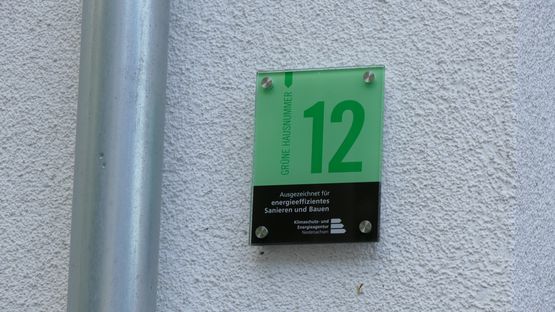 GRÜNE HAUSNUMMER
12
Ausgezeichnet für
energieeffizientes
Sanieren und Bauen
Klimaschutz- und
Energieagentur
Niedersachsen